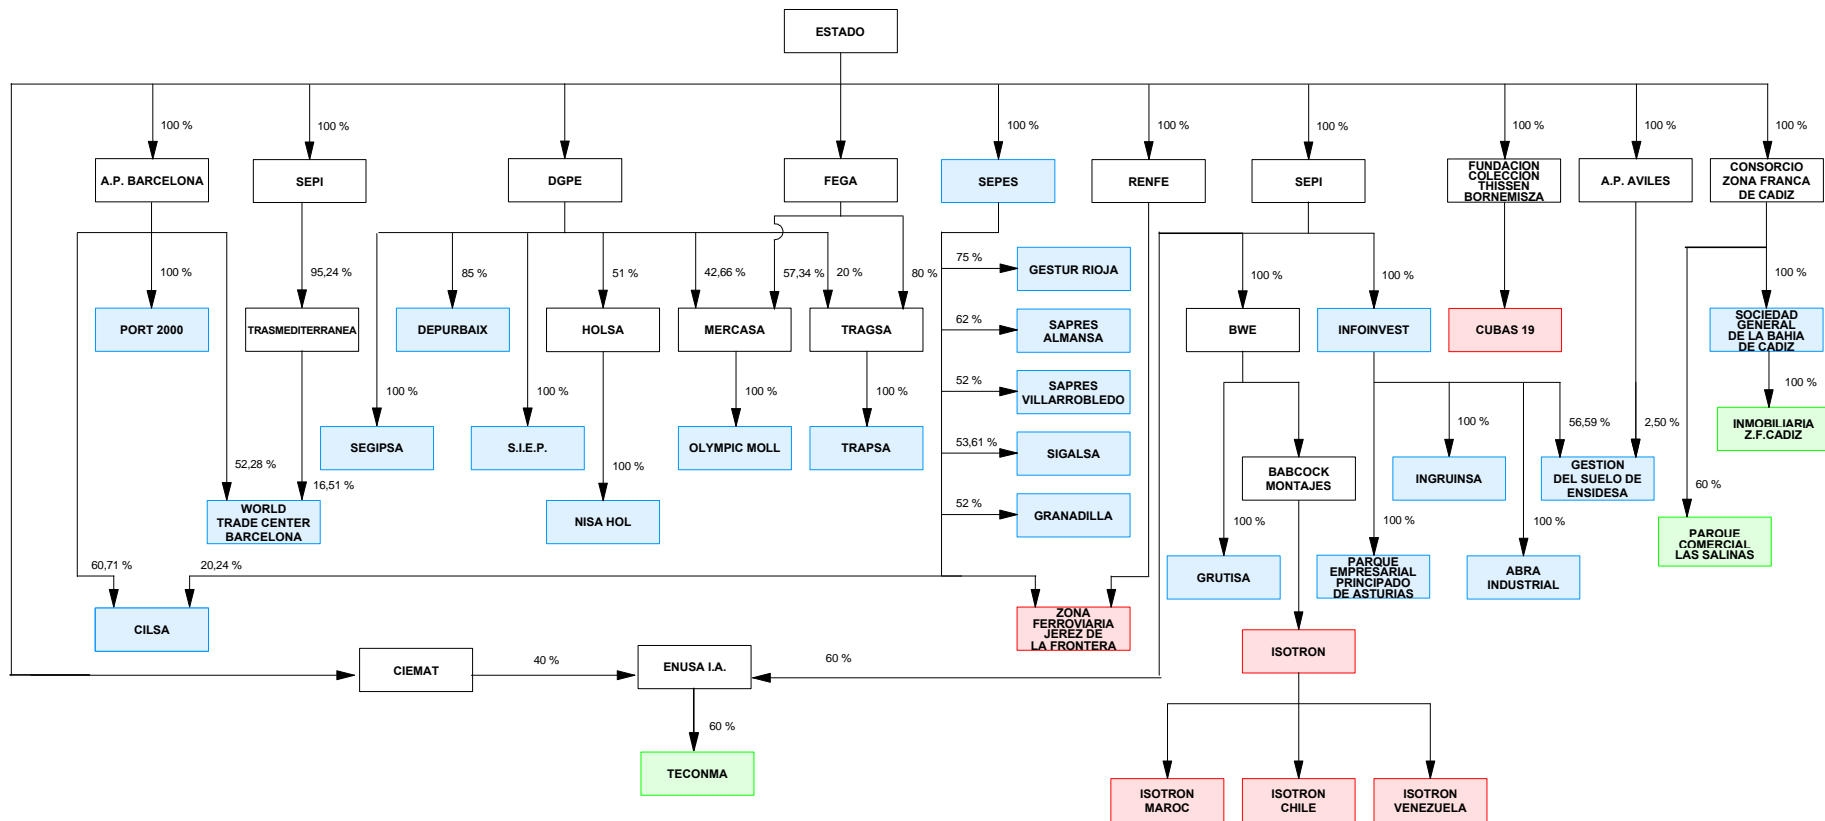 ESTADO
100 %
100 %
100 %
100 %
100 %
100 %
100 %
100 %
A.P. BARCELONA
SEPI
DGPE
FEGA
SEPES
RENFE
SEPI
FUNDACION
COLECCION
THISSEN
BORNEMISZA
A.P. AVILES
CONSORCIO
ZONA FRANCA
DE CADIZ
100 %
95,24 %
85 %
51 %
42,66 %
57,34 %
20 %
80 %
75 %
GESTUR RIOJA
100 %
100 %
100 %
PORT 2000
TRASMEDITERRANEA
DEPURBAIX
HOLSA
MERCASA
TRAGSA
62 %
SAPRES
ALMANSA
BWE
INFOINVEST
CUBAS 19
SOCIEDAD
GENERAL
DE LA BAHIA
DE CADIZ
100 %
100 %
100 %
100 %
52 %
SAPRES
VILLARROBLEDO
100 %
SEGIPSA
S.I.E.P.
OLYMPIC MOLL
TRAPSA
53,61 %
SIGALSA
100 %
56,59 %
2,50 %
INMOBILIARIA
Z.F.CADIZ
52,28 %
16,51 %
100 %
BABCOCK
MONTAJES
INGRUINSA
GESTION
DEL SUELO DE
ENSIDESA
60 %
WORLD
TRADE CENTER
BARCELONA
NISA HOL
52 %
GRANADILLA
100 %
100 %
100 %
PARQUE
COMERCIAL
LAS SALINAS
60,71 %
20,24 %
GRUTISA
PARQUE
EMPRESARIAL
PRINCIPADO
DE ASTURIAS
ABRA
INDUSTRIAL
CILSA
ZONA
FERROVIARIA
JEREZ DE
LA FRONTERA
ISOTRON
CIEMAT
40 %
ENUSA I.A.
60 %
60 %
TECONMA
ISOTRON
MAROC
ISOTRON
CHILE
ISOTRON
VENEZUELA